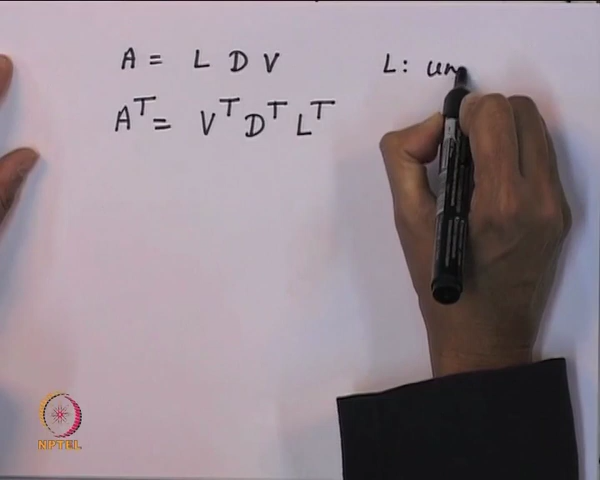 A = L D V
L: un
Aᵀ = Vᵀ Dᵀ Lᵀ
NPTEL